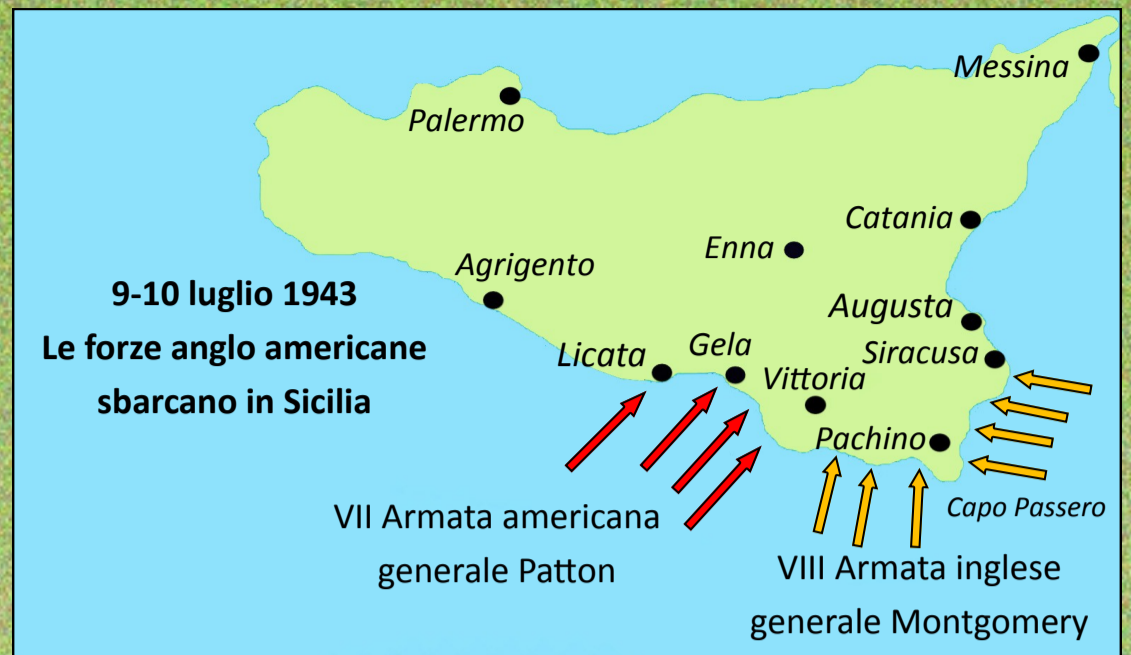 Messina
Palermo
Catania
Enna
Agrigento
9-10 luglio 1943
Le forze anglo americane
sbarcano in Sicilia
Augusta
Siracusa
Gela
Licata
Vittoria
Pachino
Capo Passero
VII Armata americana
generale Patton
VIII Armata inglese
generale Montgomery